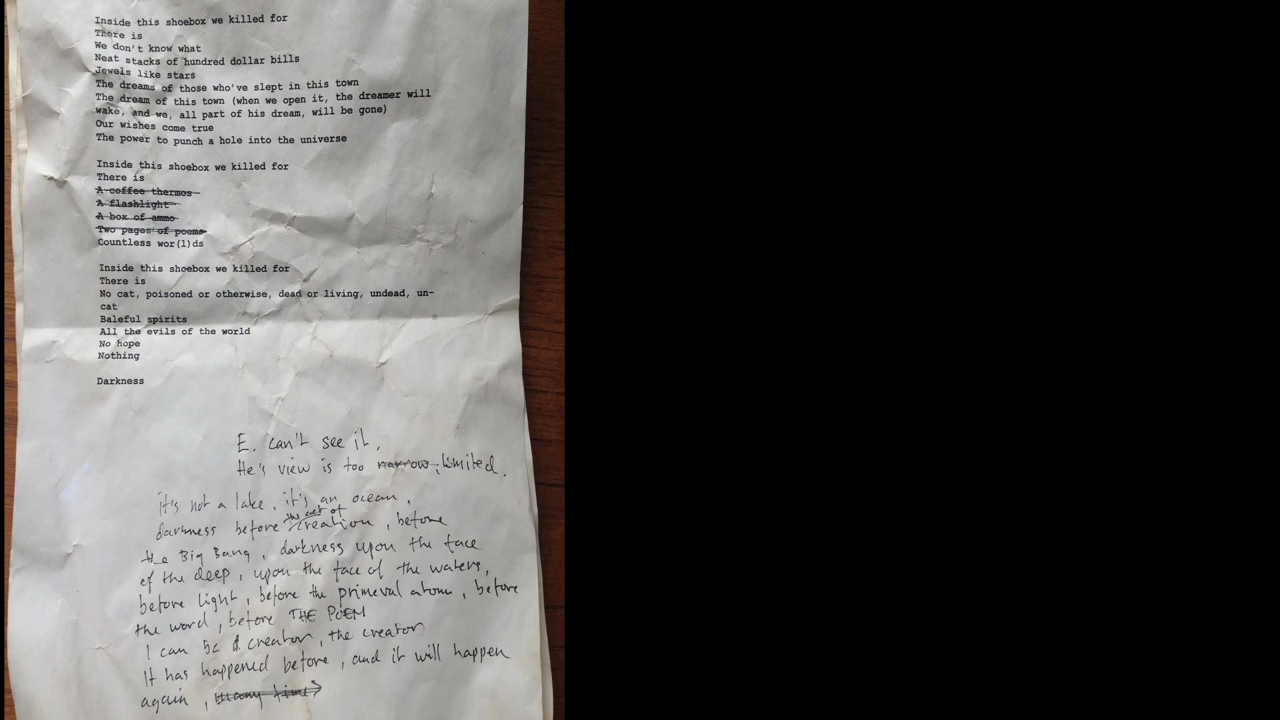 Inside this shoebox we killed for
There is
We don't know what
Neat stacks of hundred dollar bills
Jewels like stars
The dreams of those who've slept in this town
The dream of this town (when we open it, the dreamer will
wake, and we, all part of his dream, will be gone)
Our wishes come true
The power to punch a hole into the universe
Inside this shoebox we killed for
There is
A coffee thermos
A flashlight
A box of ammo
Two pages of poems
Countless wor(l)ds
Inside this shoebox we killed for
There is
No cat, poisoned or otherwise, dead or living, undead, un-
cat
Baleful spirits
All the evils of the world
No hope
Nothing
Darkness
E. can't see it.
He's view is too narrow limited.
it's not a lake, it's an ocean,
darkness before the act of creation, before
the Big Bang, darkness upon the face
of the deep, upon the face of the waters,
before light, before the primeval atom, before
the word, before THE POEM
I can be a creator, the creator
It has happened before, and it will happen
again, many times